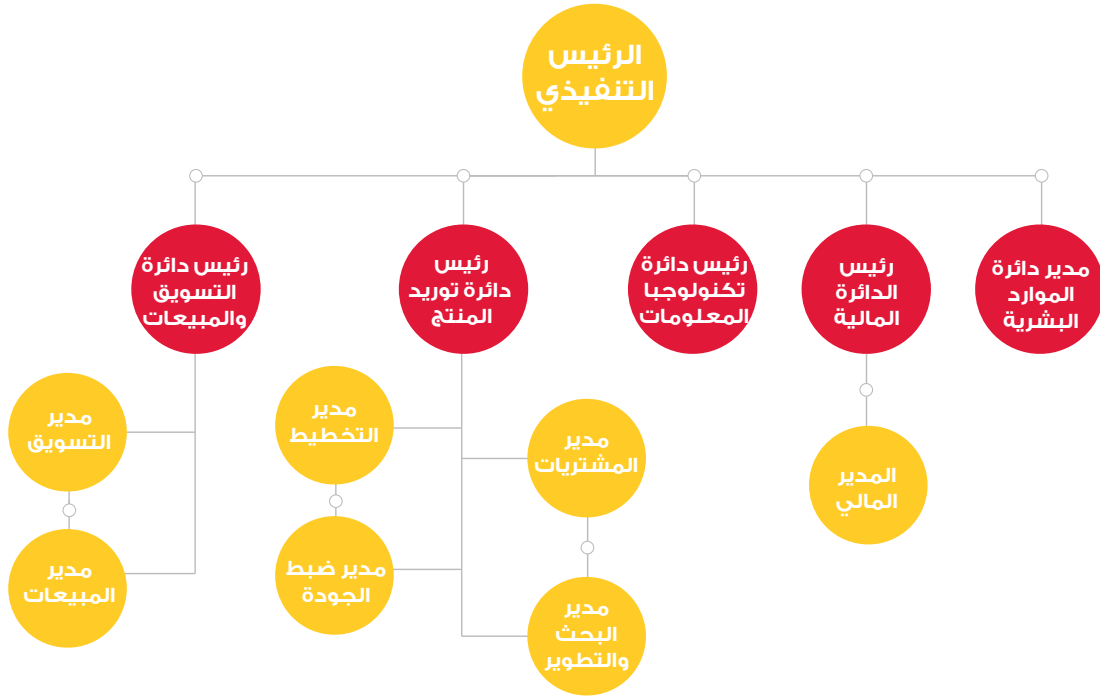 الرئيس
التنفيذي
مدير دائرة
الموارد
البشرية
رئيس
الدائرة
المالية
رئيس دائرة
تكنولوجبا
المعلومات
رئيس
دائرة توريد
المنتج
رئيس دائرة
التسويق
والمبيعات
المدير
المالي
مدير
المشتريات
مدير
البحث
والتطوير
مدير
التخطيط
مدير ضبط
الجودة
مدير
التسويق
مدير
المبيعات